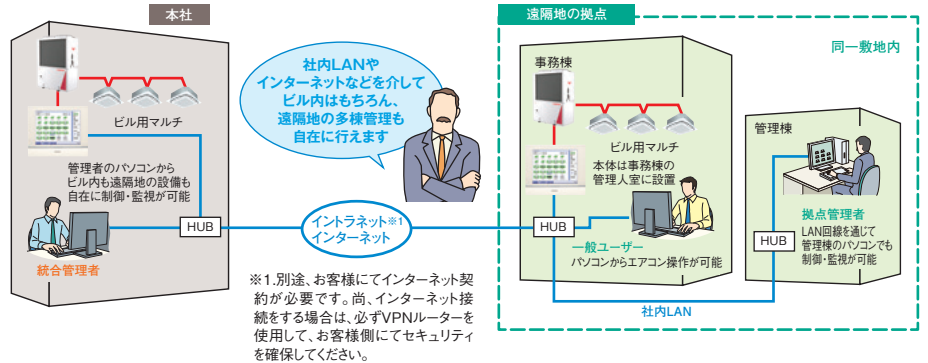 本社
ビル用マルチ
管理者のパソコンから
ビル内も遠隔地の設備も
自在に制御・監視が可能
統合管理者
HUB
社内LANや
インターネットなどを介して
ビル内はもちろん、
遠隔地の多棟管理も
自在に行えます
イントラネット※1
インターネット
※1.別途、お客様にてインターネット契
約が必要です。尚、インターネット接
続をする場合は、必ずVPNルーターを
使用して、お客様側にてセキュリティ
を確保してください。
遠隔地の拠点
同一敷地内
事務棟
ビル用マルチ
本体は事務棟の
管理人室に設置
HUB
一般ユーザー
パソコンからエアコン操作が可能
管理棟
拠点管理者
LAN回線を通じて
管理棟のパソコンでも
制御・監視が可能
HUB
社内LAN